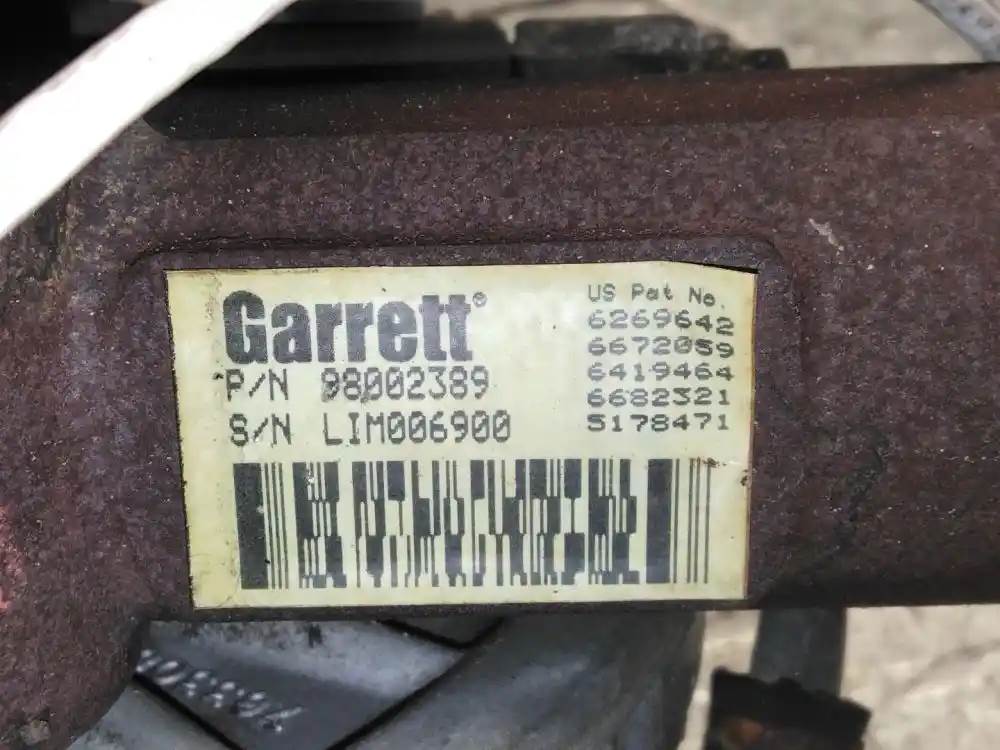 Garrett®
P/N 98002389
S/N LIM006900
US Pat No.
6269642
6672059
6419464
6682321
5178471